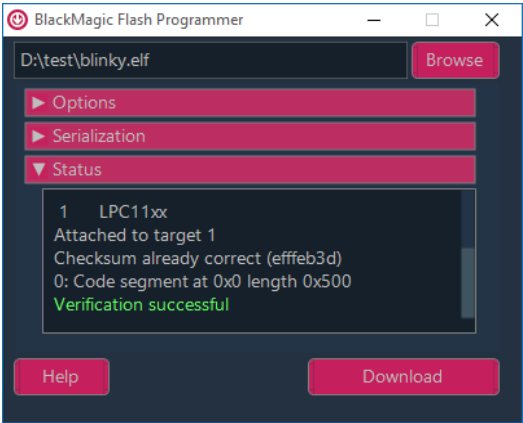 BlackMagic Flash Programmer
D:\test\blinky.elf Browse
Options
Serialization
Status
1 LPC11xx
Attached to target 1
Checksum already correct (efffeb3d)
0: Code segment at 0x0 length 0x500
Verification successful
Help Download